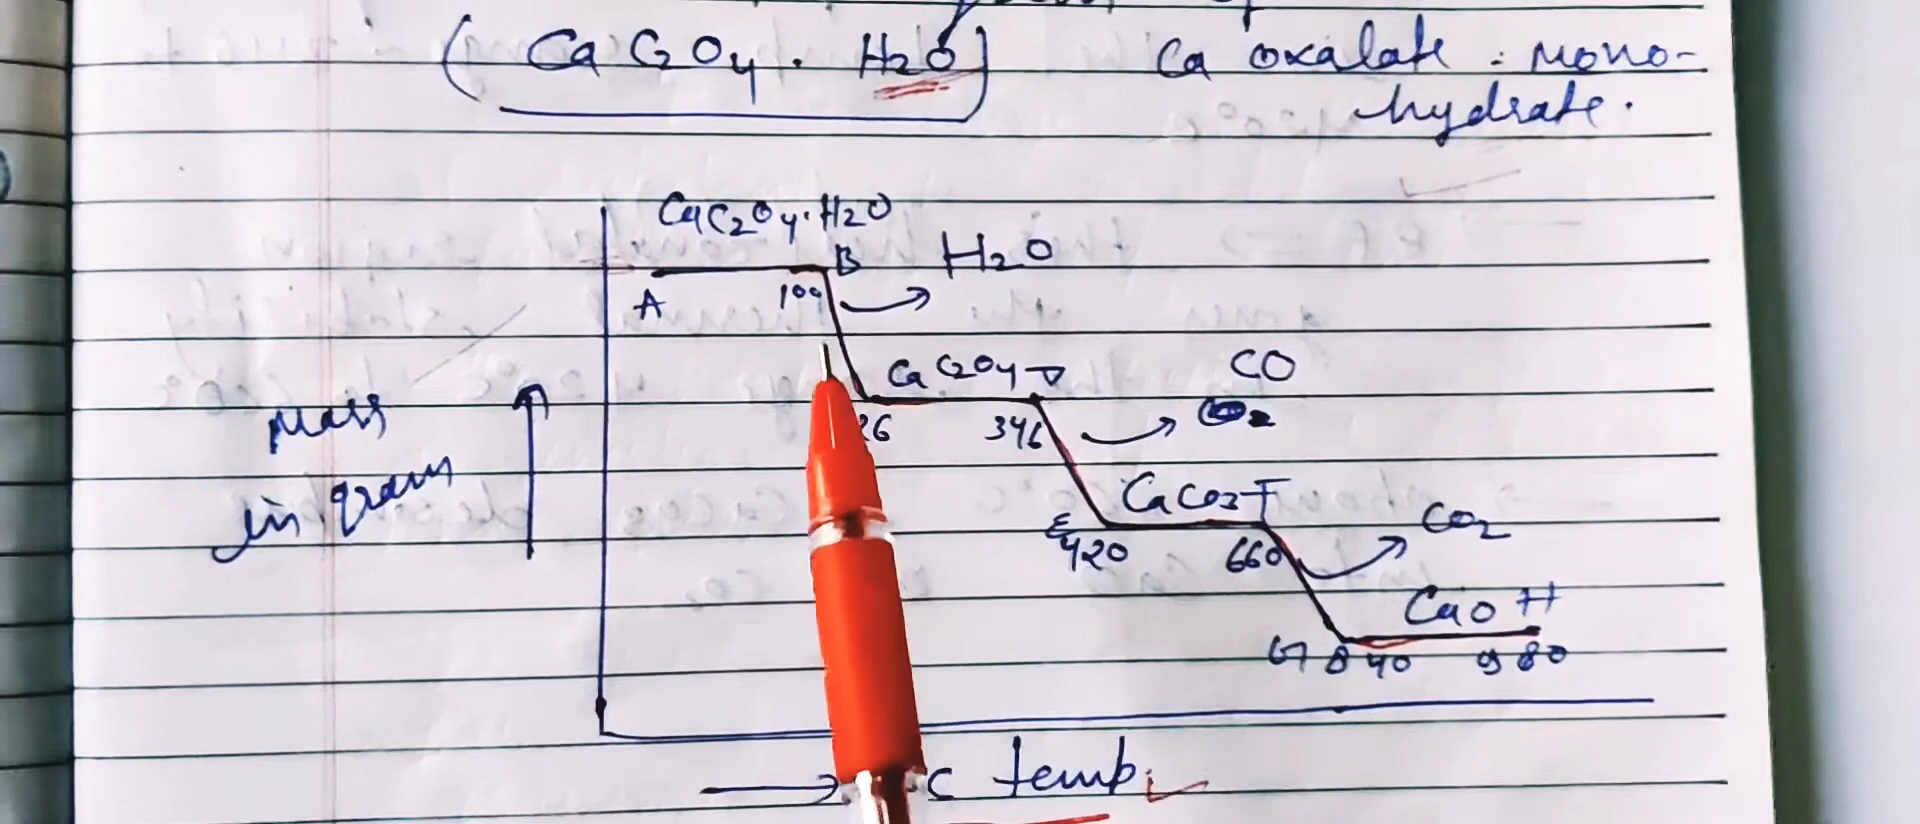 (CaC2O4 . H2O) Ca oxalate : mono-
hydrate.
CaC2O4.H2O
B H2O
A 100
CaC2O4 D CO
26 346
Mass
in gram
CaCO3 F CO2
E 420 660
CaO H
G 840 980
C temp.